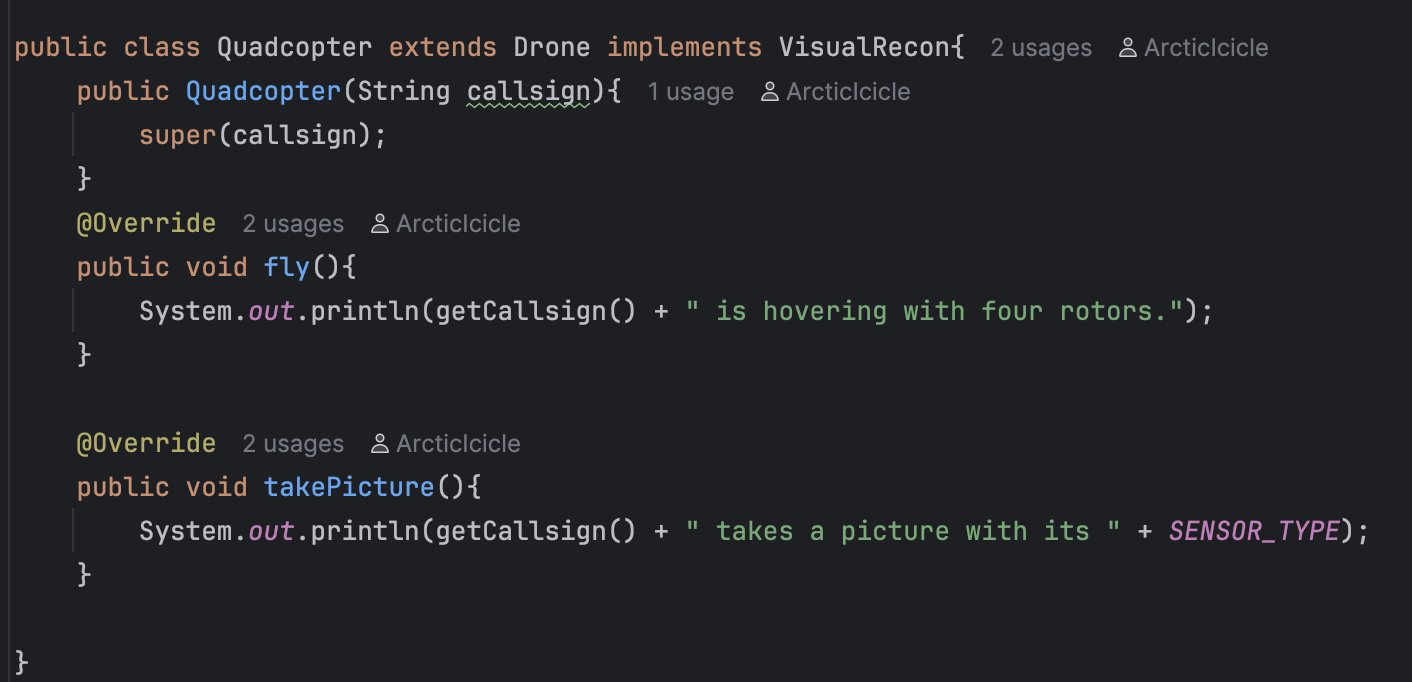 public class Quadcopter extends Drone implements VisualRecon{ 2 usages ArcticIcicle
    public Quadcopter(String callsign){ 1 usage ArcticIcicle
        super(callsign);
    }
    @Override 2 usages ArcticIcicle
    public void fly(){
        System.out.println(getCallsign() + " is hovering with four rotors.");
    }
    @Override 2 usages ArcticIcicle
    public void takePicture(){
        System.out.println(getCallsign() + " takes a picture with its " + SENSOR_TYPE);
    }
}